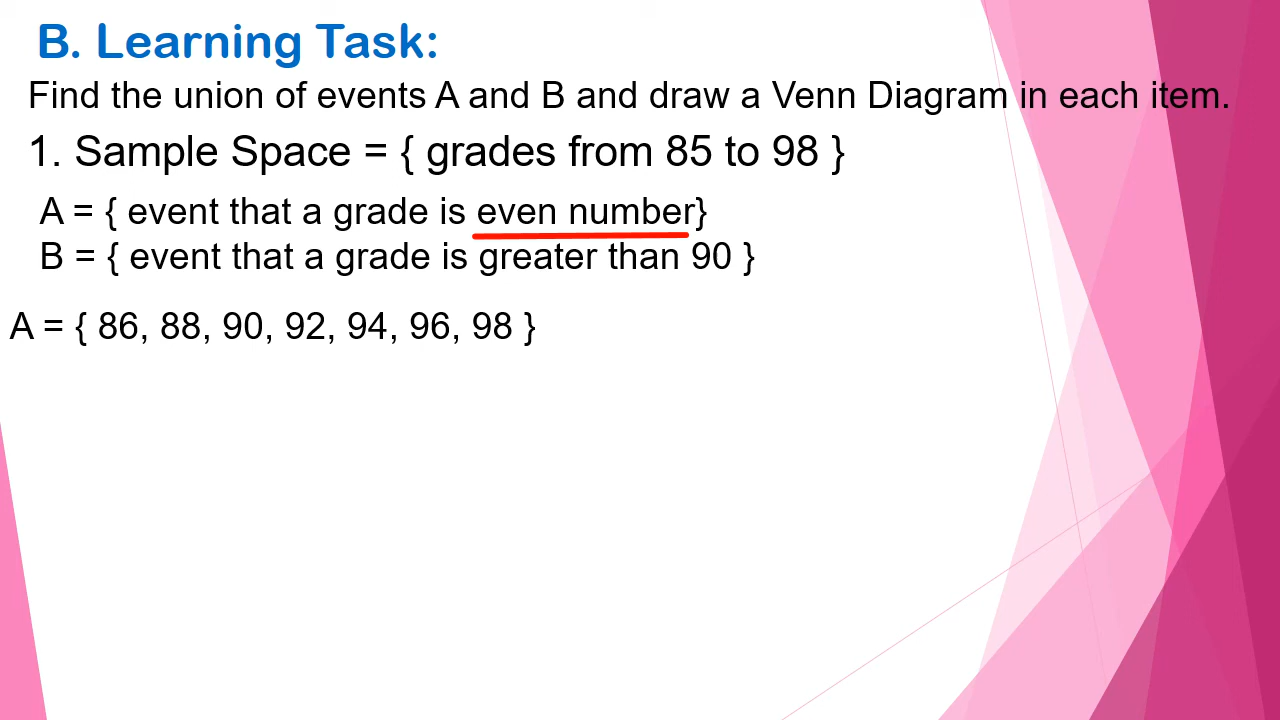 B. Learning Task:
Find the union of events A and B and draw a Venn Diagram in each item.
1. Sample Space = { grades from 85 to 98 }
A = { event that a grade is even number}
B = { event that a grade is greater than 90 }
A = { 86, 88, 90, 92, 94, 96, 98 }